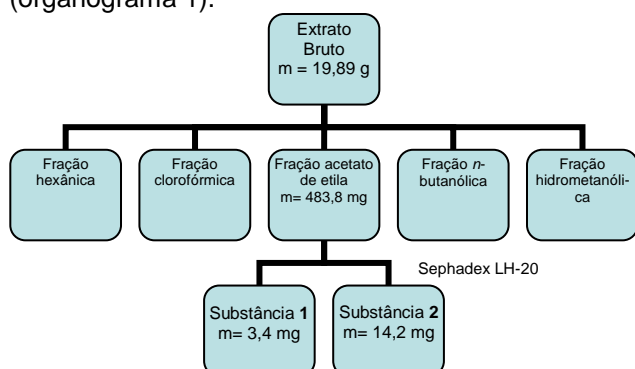 (organograma 1).
Extrato
Bruto
m = 19,89 g
Fração
hexânica
Fração
clorofórmica
Fração acetato
de etila
m= 483,8 mg
Fração n-
butanólica
Fração
hidrometanóli-
ca
Sephadex LH-20
Substância 1
m= 3,4 mg
Substância 2
m= 14,2 mg